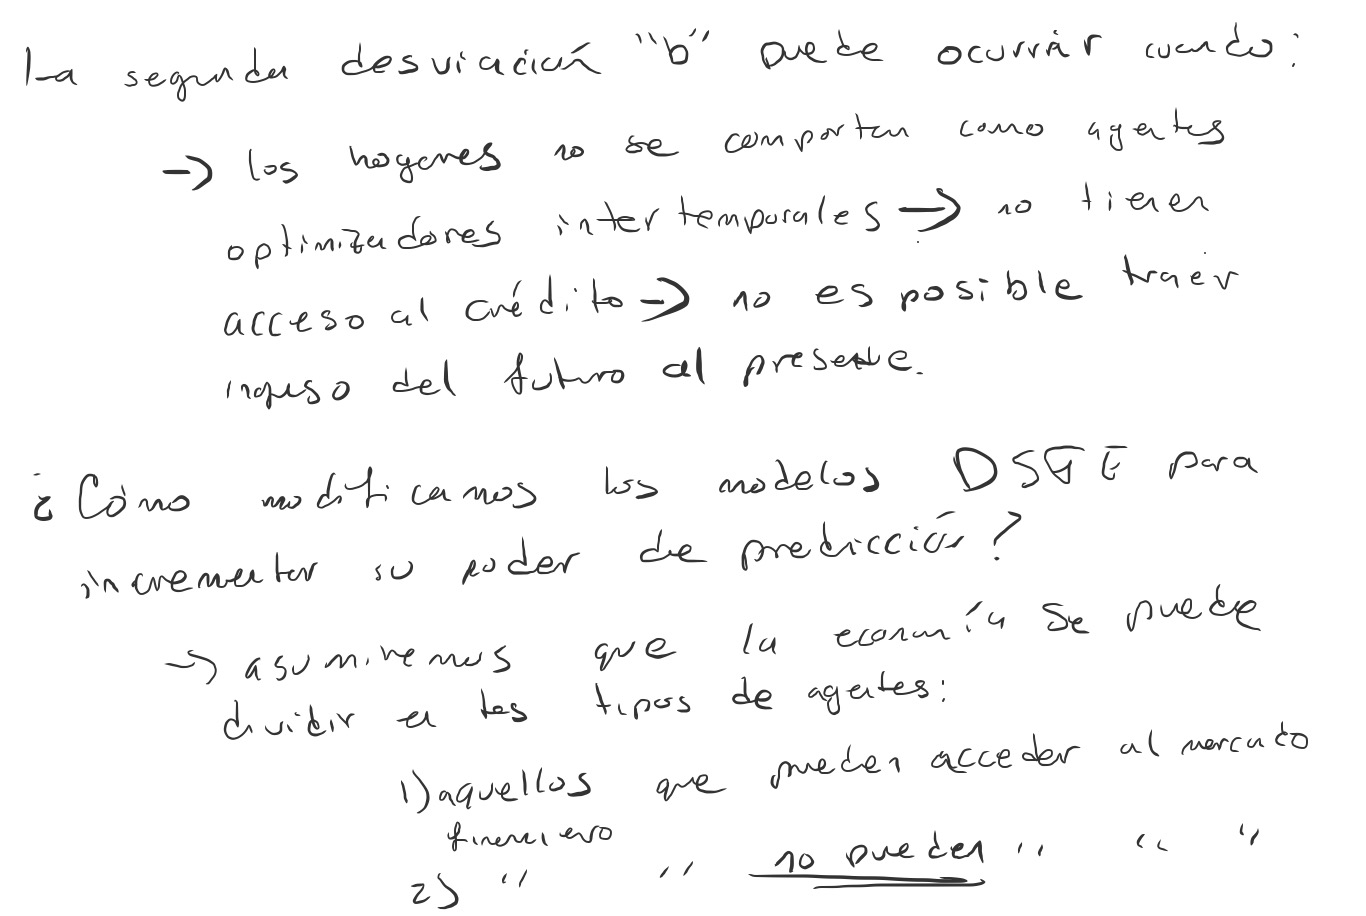 La segunda desviación "b" puede ocurrir cuando:
→ los hogares no se comportan como agentes
optimizadores intertemporales → no tienen
acceso al crédito → no es posible traer
ingreso del futuro al presente.
¿Cómo modificamos los modelos DSGE para
incrementar su poder de predicción?
→ asumiremos que la economía se puede
dividir en tes tipos de agentes:
1) aquellos que pueden acceder al mercado
financiero
2) " " no pueden " " "